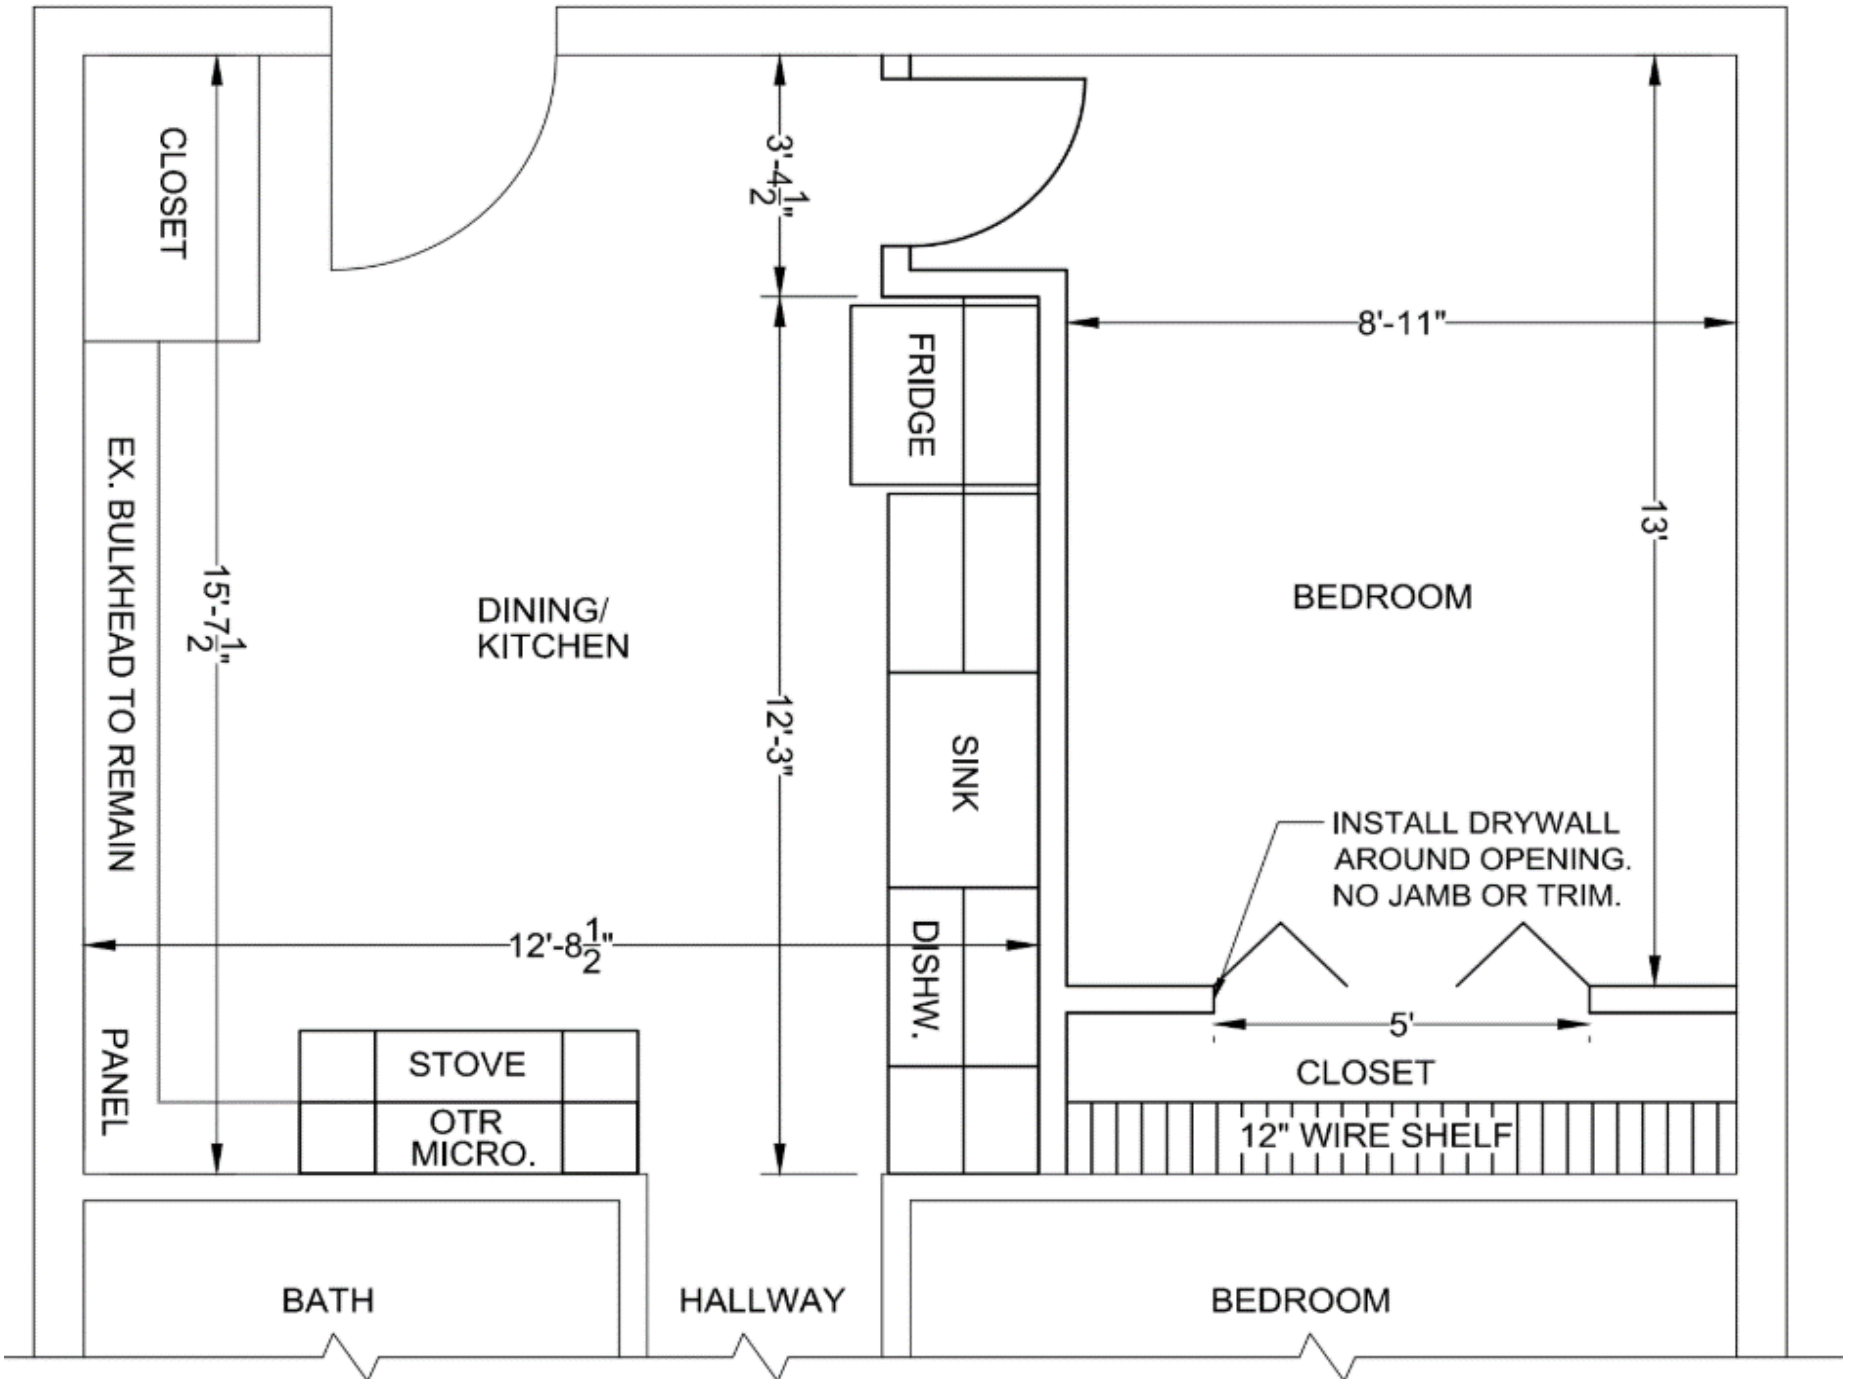 CLOSET
3'-4 1/2"
8'-11"
FRIDGE
EX. BULKHEAD TO REMAIN
15'-7 1/2"
13'
DINING/
KITCHEN
BEDROOM
12'-3"
SINK
INSTALL DRYWALL
AROUND OPENING.
NO JAMB OR TRIM.
12'-8 1/2"
DISHW.
5'
PANEL
STOVE
OTR
MICRO.
CLOSET
12" WIRE SHELF
BATH
HALLWAY
BEDROOM